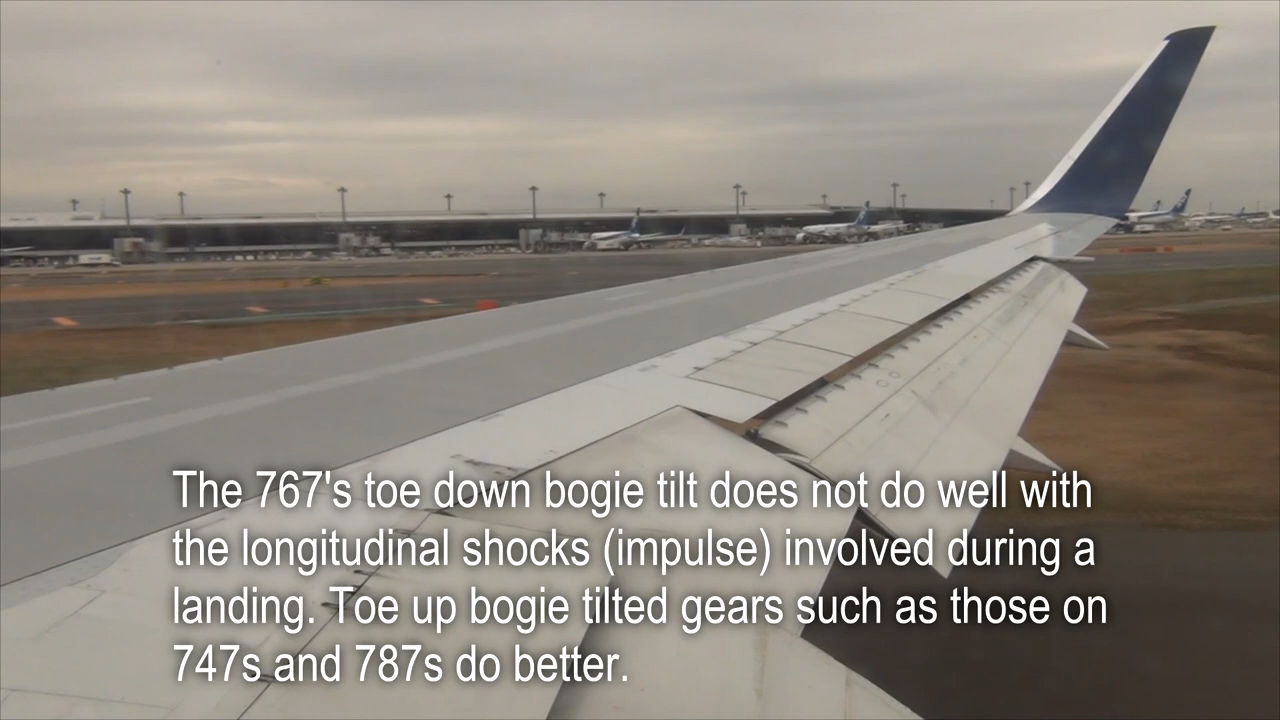 The 767's toe down bogie tilt does not do well with
the longitudinal shocks (impulse) involved during a
landing. Toe up bogie tilted gears such as those on
747s and 787s do better.